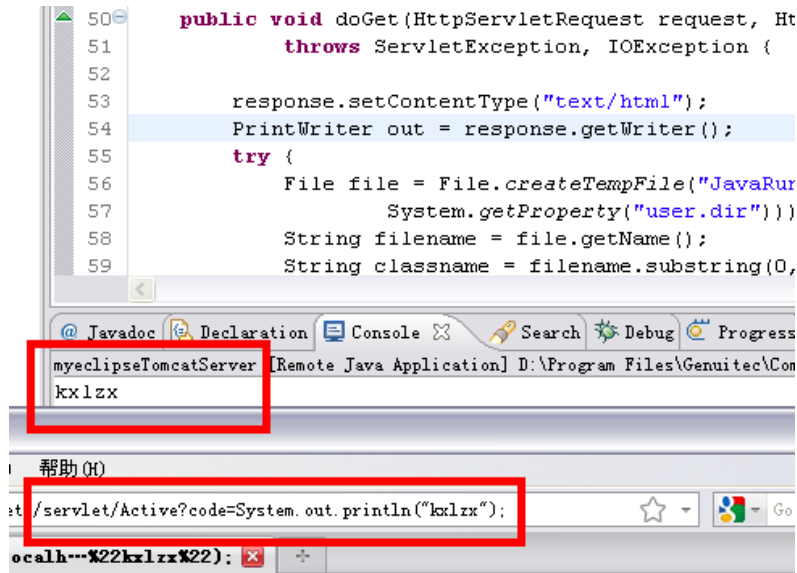 50 public void doGet(HttpServletRequest request, Ht
51 throws ServletException, IOException {
52
53 response.setContentType("text/html");
54 PrintWriter out = response.getWriter();
55 try {
56 File file = File.createTempFile("JavaRun
57 System.getProperty("user.dir")))
58 String filename = file.getName();
59 String classname = filename.substring(0,
@ Javadoc Declaration Console Search Debug Progress
myeclipseTomcatServer [Remote Java Application] D:\Program Files\Genuitec\Com
kxlzx
帮助(H)
et/servlet/Active?code=System.out.println("kxlzx"); Go
ocalh…%22kxlzx%22);